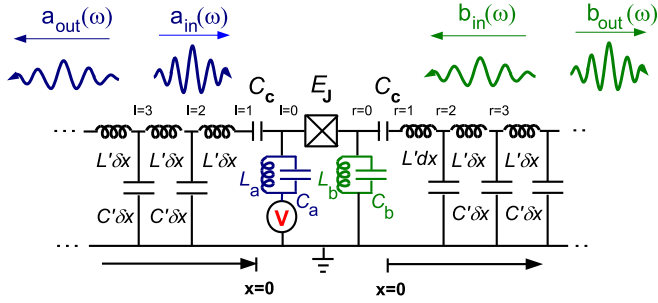 a_out(ω) a_in(ω) b_in(ω) b_out(ω)
C_c E_J C_c
l=3 l=2 l=1 l=0 r=0 r=1 r=2 r=3
L'δx L'δx L'δx L'dx L'δx L'δx
L_a L_b
C'δx C'δx C_a C_b C'δx C'δx
V
... ...
x=0 x=0